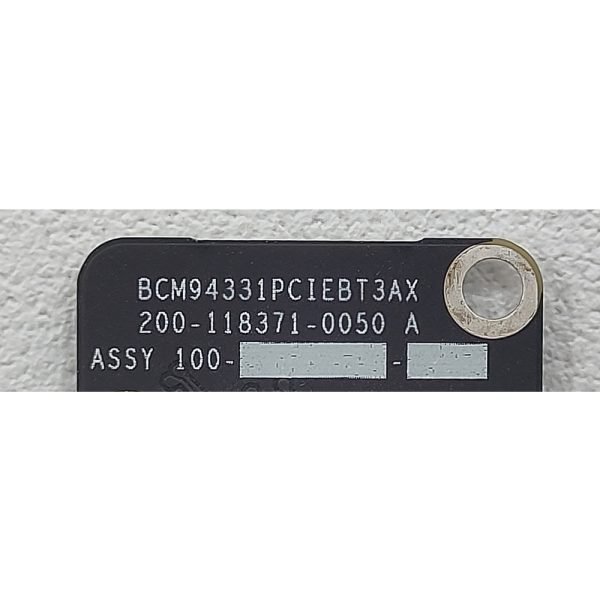 BCM94331PCIEBT3AX
200-118371-0050 A
ASSY 100- -